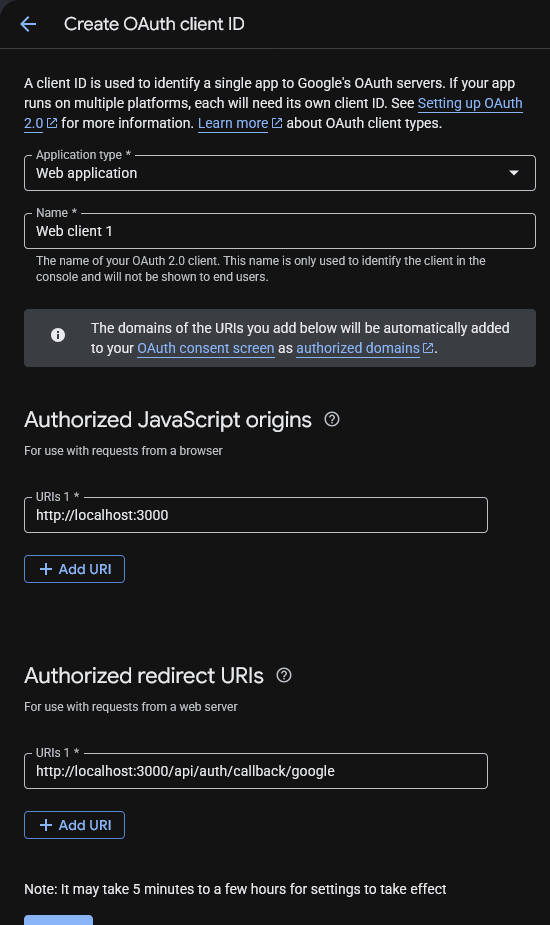 Create OAuth client ID
A client ID is used to identify a single app to Google's OAuth servers. If your app
runs on multiple platforms, each will need its own client ID. See Setting up OAuth
2.0 for more information. Learn more about OAuth client types.
Application type *
Web application
Name *
Web client 1
The name of your OAuth 2.0 client. This name is only used to identify the client in the
console and will not be shown to end users.
The domains of the URIs you add below will be automatically added
to your OAuth consent screen as authorized domains.
Authorized JavaScript origins
For use with requests from a browser
URIs 1 *
http://localhost:3000
+ Add URI
Authorized redirect URIs
For use with requests from a web server
URIs 1 *
http://localhost:3000/api/auth/callback/google
+ Add URI
Note: It may take 5 minutes to a few hours for settings to take effect